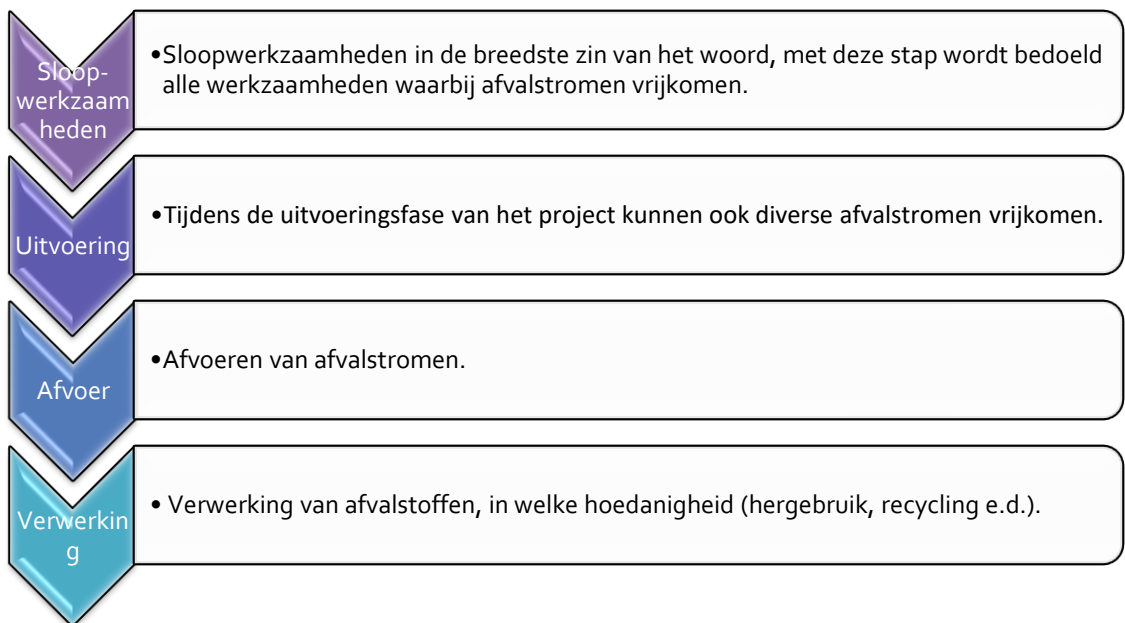 Sloop-
werkzaam
heden
•Sloopwerkzaamheden in de breedste zin van het woord, met deze stap wordt bedoeld
alle werkzaamheden waarbij afvalstromen vrijkomen.
Uitvoering
•Tijdens de uitvoeringsfase van het project kunnen ook diverse afvalstromen vrijkomen.
Afvoer
•Afvoeren van afvalstromen.
Verwerkin
g
• Verwerking van afvalstoffen, in welke hoedanigheid (hergebruik, recycling e.d.).